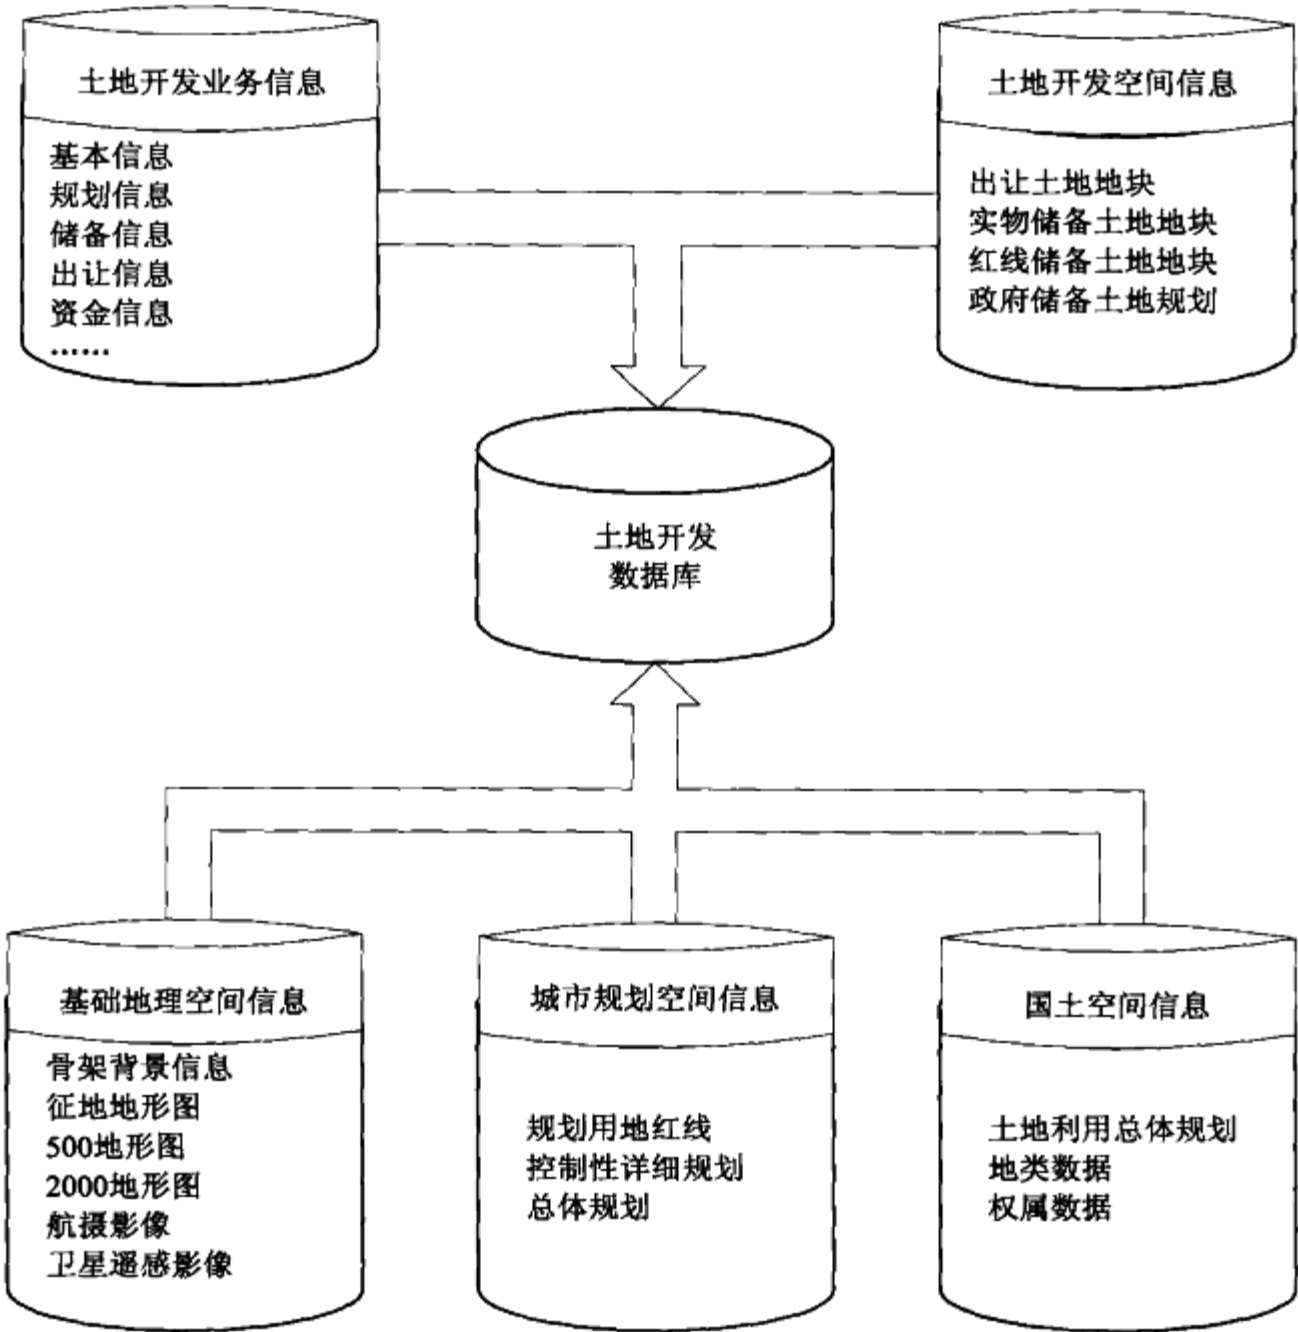 土地开发业务信息
基本信息
规划信息
储备信息
出让信息
资金信息
……
土地开发空间信息
出让土地地块
实物储备土地地块
红线储备土地地块
政府储备土地规划
土地开发
数据库
基础地理空间信息
骨架背景信息
征地地形图
500地形图
2000地形图
航摄影像
卫星遥感影像
城市规划空间信息
规划用地红线
控制性详细规划
总体规划
国土空间信息
土地利用总体规划
地类数据
权属数据